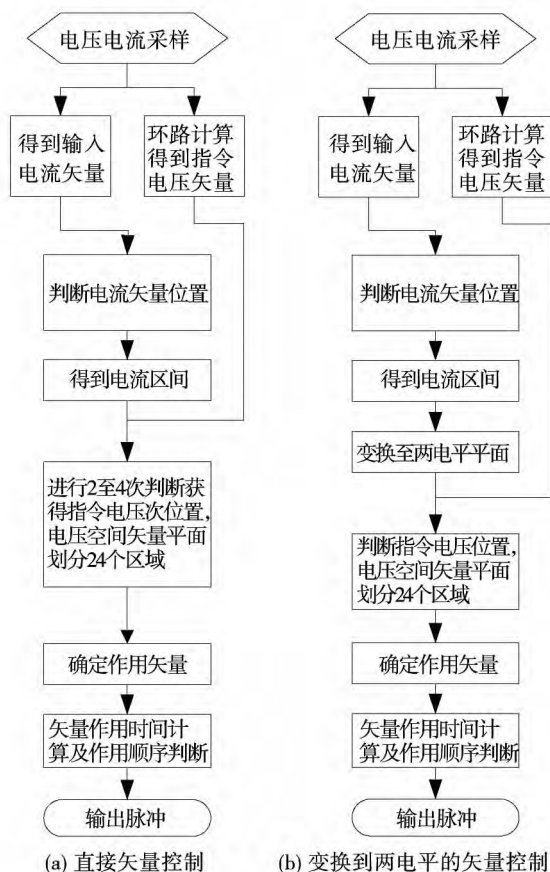 电压电流采样
得到输入
电流矢量
环路计算
得到指令
电压矢量
判断电流矢量位置
得到电流区间
进行2至4次判断获
得指令电压次位置,
电压空间矢量平面
划分24个区域
确定作用矢量
矢量作用时间计
算及作用顺序判断
输出脉冲
(a) 直接矢量控制
电压电流采样
得到输入
电流矢量
环路计算
得到指令
电压矢量
判断电流矢量位置
得到电流区间
变换至两电平平面
判断指令电压位置,
电压空间矢量平面
划分24个区域
确定作用矢量
矢量作用时间计
算及作用顺序判断
输出脉冲
(b) 变换到两电平的矢量控制